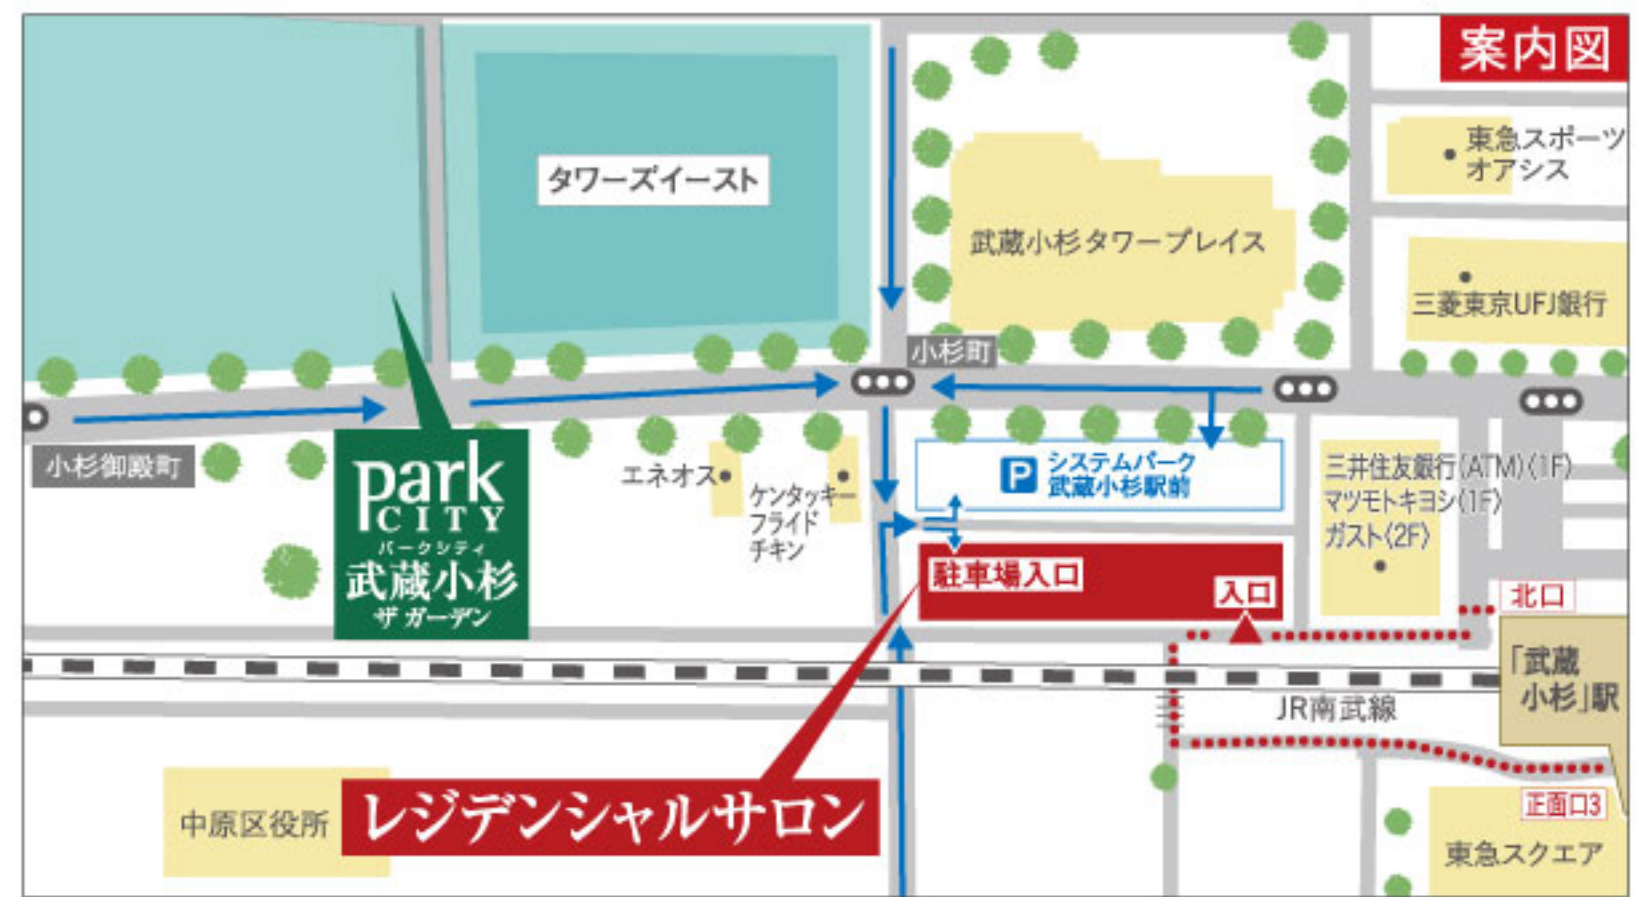 案内図
東急スポーツ
オアシス
タワーズイースト
武蔵小杉タワープレイス
三菱東京UFJ銀行
小杉町
小杉御殿町
park
CITY
パークシティ
武蔵小杉
ザ ガーデン
エネオス
ケンタッキー
フライド
チキン
P
システムパーク
武蔵小杉駅前
三井住友銀行(ATM)(1F)
マツモトキヨシ(1F)
ガスト(2F)
駐車場入口
入口
北口
「武蔵
小杉」駅
JR南武線
中原区役所
レジデンシャルサロン
正面口3
東急スクエア